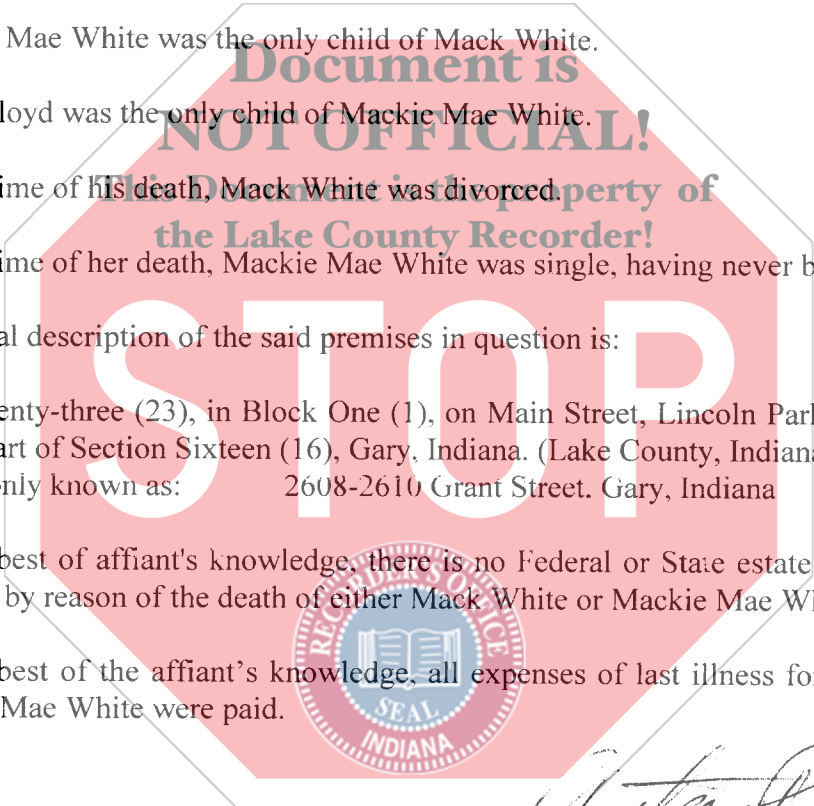 Mae White was the only child of Mack White.
Document is
loyd was the only child of Mackie Mae White.
NOT OFFICIAL!
ime of his death, Mack White was divorced.
This Document is the property of
the Lake County Recorder!
ime of her death, Mackie Mae White was single, having never b
al description of the said premises in question is:
STOP
enty-three (23), in Block One (1), on Main Street, Lincoln Par
art of Section Sixteen (16), Gary, Indiana. (Lake County, Indiana
nly known as: 2608-2610 Grant Street. Gary, Indiana
best of affiant's knowledge, there is no Federal or State estate
by reason of the death of either Mack White or Mackie Mae W
RECORDER'S OFFICE
best of the affiant's knowledge, all expenses of last illness fo
Mae White were paid.
SEAL
INDIANA